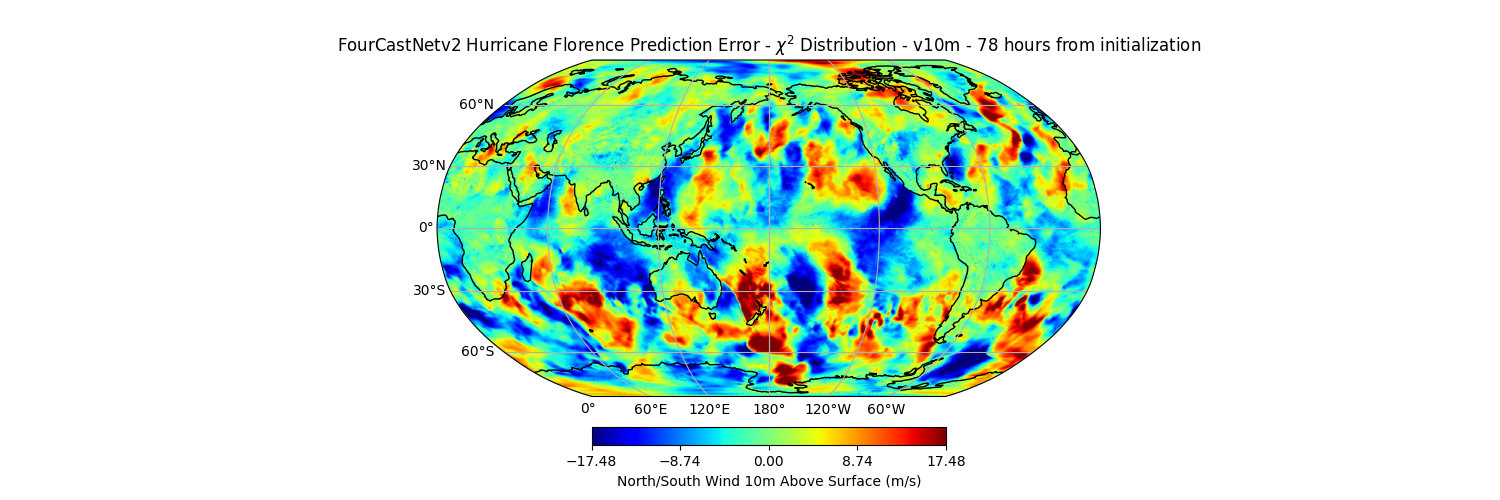 FourCastNetv2 Hurricane Florence Prediction Error - χ² Distribution - v10m - 78 hours from initialization
60°N
30°N
0°
30°S
60°S
0° 60°E 120°E 180° 120°W 60°W
−17.48 −8.74 0.00 8.74 17.48
North/South Wind 10m Above Surface (m/s)